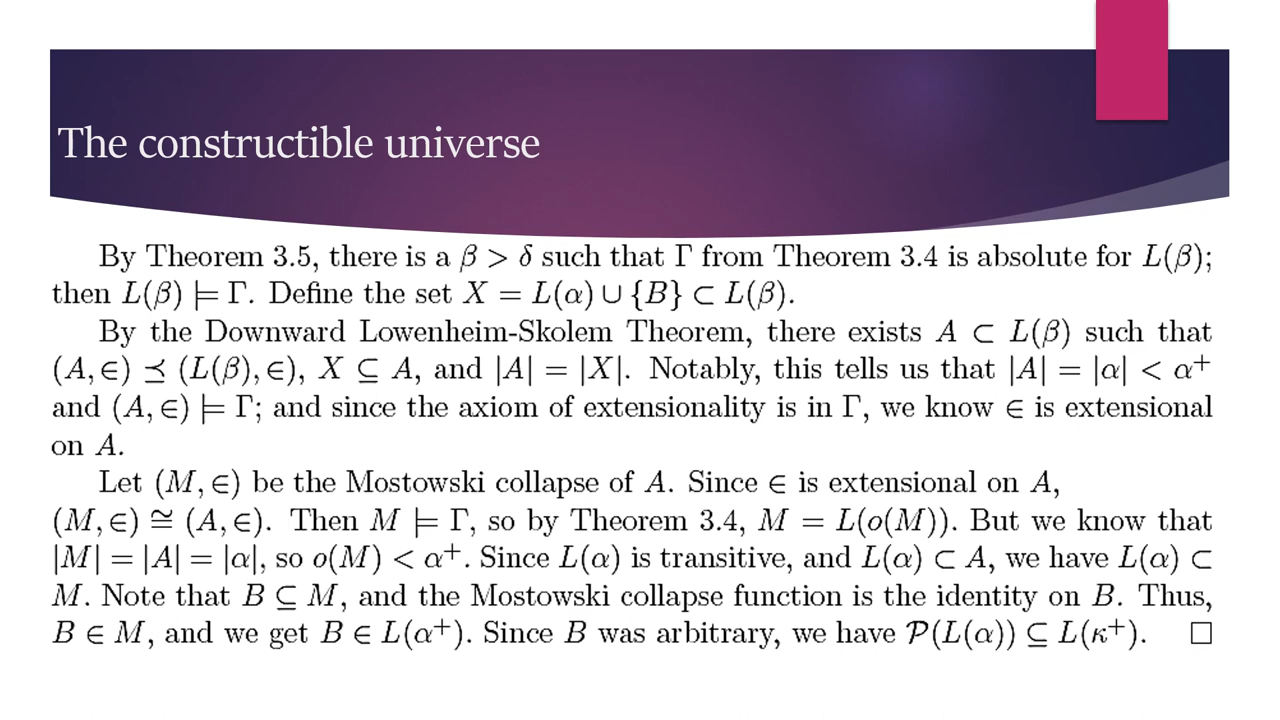 The constructible universe
By Theorem 3.5, there is a β > δ such that Γ from Theorem 3.4 is absolute for L(β);
then L(β) ⊨ Γ. Define the set X = L(α) ∪ {B} ⊂ L(β).
By the Downward Lowenheim-Skolem Theorem, there exists A ⊂ L(β) such that
(A, ∈) ⪯ (L(β), ∈), X ⊆ A, and |A| = |X|. Notably, this tells us that |A| = |α| < α⁺
and (A, ∈) ⊨ Γ; and since the axiom of extensionality is in Γ, we know ∈ is extensional
on A.
Let (M, ∈) be the Mostowski collapse of A. Since ∈ is extensional on A,
(M, ∈) ≅ (A, ∈). Then M ⊨ Γ, so by Theorem 3.4, M = L(o(M)). But we know that
|M| = |A| = |α|, so o(M) < α⁺. Since L(α) is transitive, and L(α) ⊂ A, we have L(α) ⊂
M. Note that B ⊆ M, and the Mostowski collapse function is the identity on B. Thus,
B ∈ M, and we get B ∈ L(α⁺). Since B was arbitrary, we have 𝒫(L(α)) ⊆ L(κ⁺). □